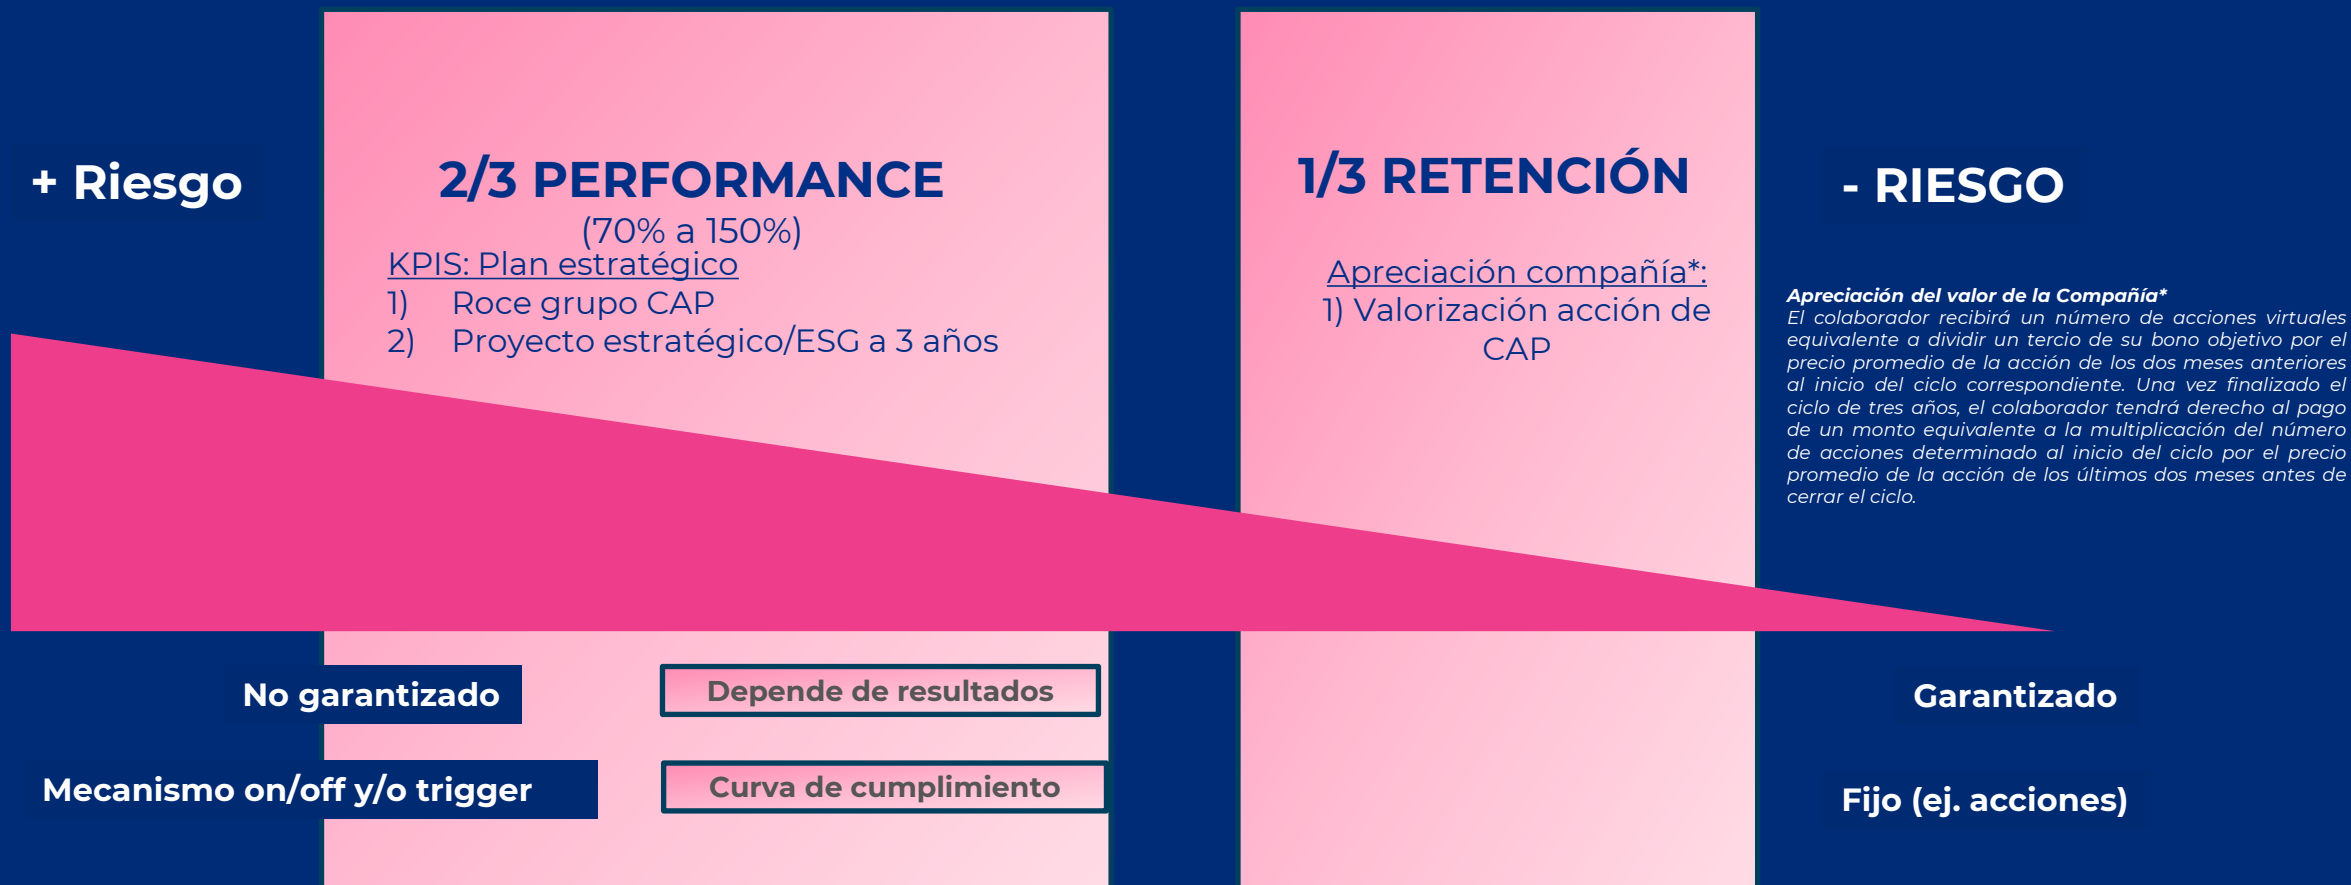 + Riesgo
2/3 PERFORMANCE
(70% a 150%)
KPIS: Plan estratégico
1) Roce grupo CAP
2) Proyecto estratégico/ESG a 3 años
1/3 RETENCIÓN
Apreciación compañía*:
1) Valorización acción de
CAP
- RIESGO
Apreciación del valor de la Compañía*
El colaborador recibirá un número de acciones virtuales
equivalente a dividir un tercio de su bono objetivo por el
precio promedio de la acción de los dos meses anteriores
al inicio del ciclo correspondiente. Una vez finalizado el
ciclo de tres años, el colaborador tendrá derecho al pago
de un monto equivalente a la multiplicación del número
de acciones determinado al inicio del ciclo por el precio
promedio de la acción de los últimos dos meses antes de
cerrar el ciclo.
No garantizado
Depende de resultados
Garantizado
Mecanismo on/off y/o trigger
Curva de cumplimiento
Fijo (ej. acciones)